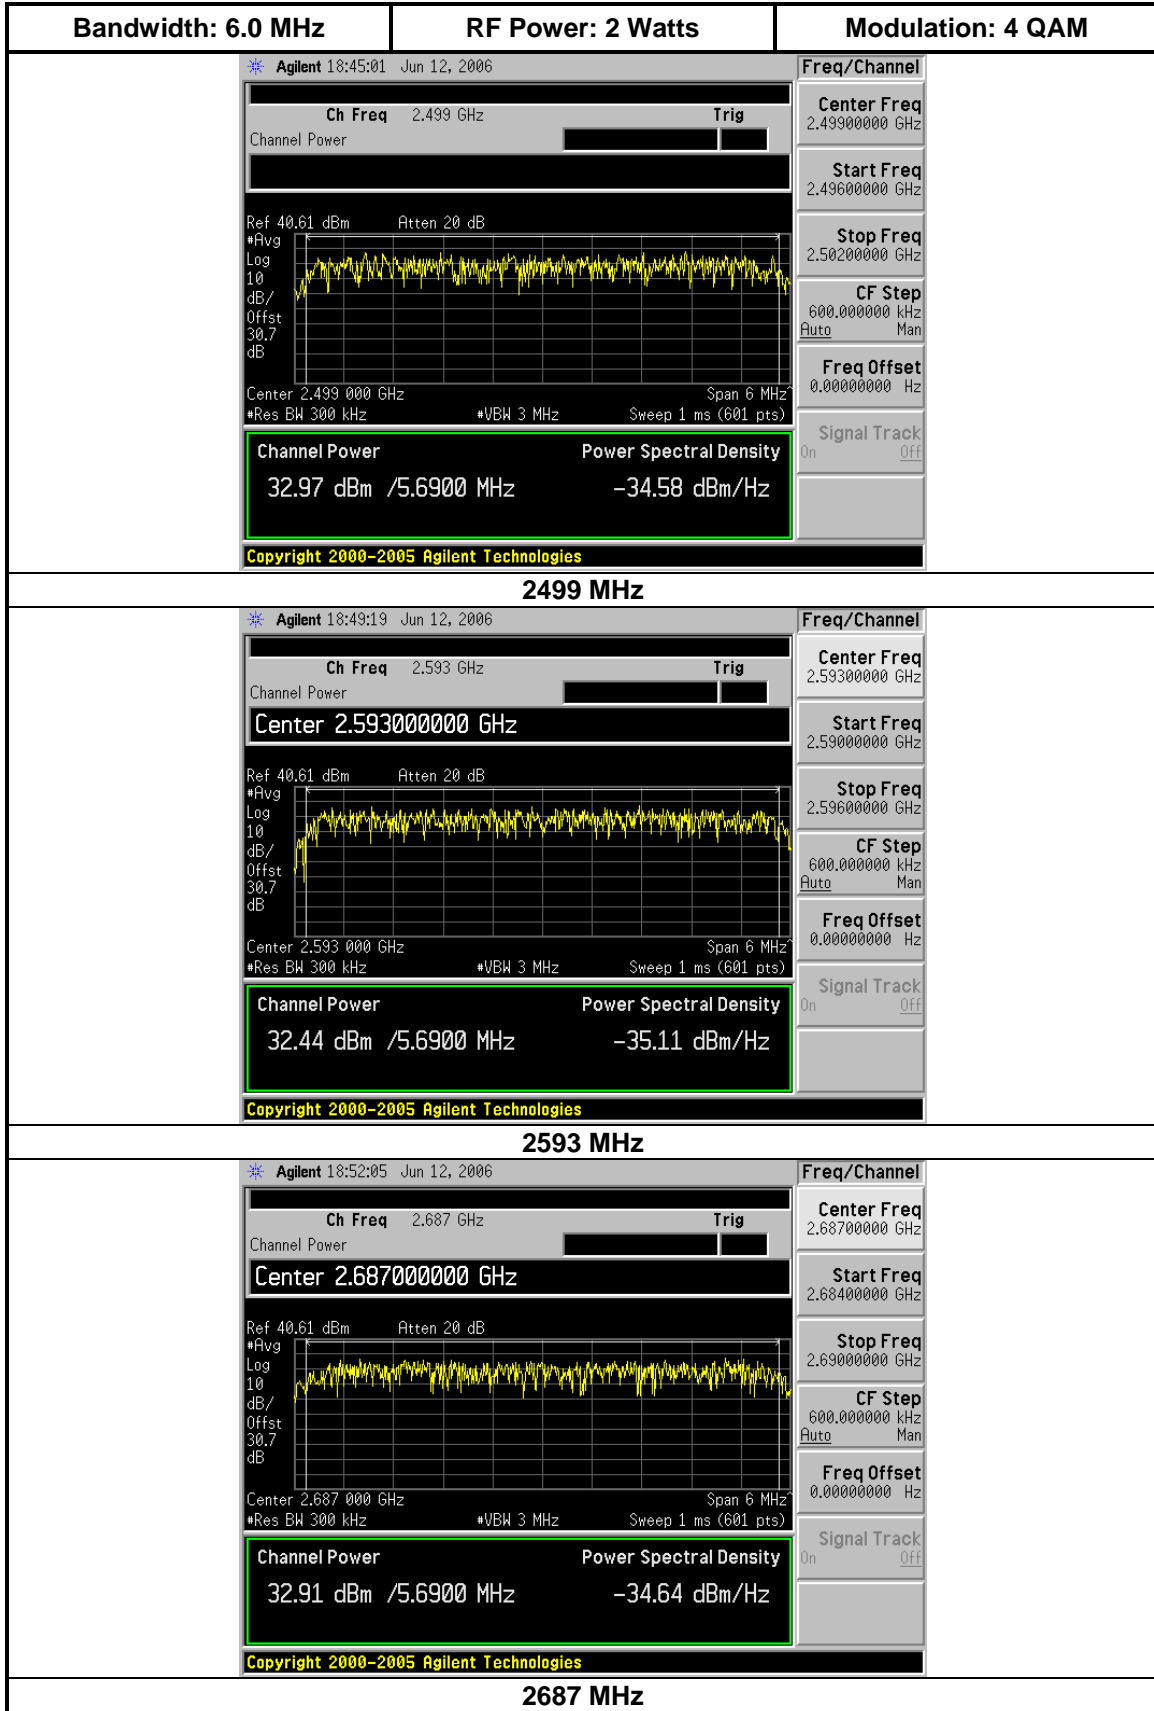 Bandwidth: 6.0 MHz RF Power: 2 Watts Modulation: 4 QAM
Agilent 18:45:01 Jun 12, 2006 Freq/Channel
Ch Freq 2.499 GHz Trig
Channel Power
Center Freq
2.49900000 GHz
Start Freq
2.49600000 GHz
Stop Freq
2.50200000 GHz
CF Step
600.000000 kHz
Auto Man
Freq Offset
0.00000000 Hz
Signal Track
On Off
Ref 40.61 dBm Atten 20 dB
#Avg
Log
10
dB/
Offst
30.7
dB
Center 2.499 000 GHz Span 6 MHz^
#Res BW 300 kHz #VBW 3 MHz Sweep 1 ms (601 pts)
Channel Power Power Spectral Density
32.97 dBm /5.6900 MHz -34.58 dBm/Hz
Copyright 2000-2005 Agilent Technologies
2499 MHz
Agilent 18:49:19 Jun 12, 2006 Freq/Channel
Ch Freq 2.593 GHz Trig
Channel Power
Center 2.593000000 GHz
Center Freq
2.59300000 GHz
Start Freq
2.59000000 GHz
Stop Freq
2.59600000 GHz
CF Step
600.000000 kHz
Auto Man
Freq Offset
0.00000000 Hz
Signal Track
On Off
Ref 40.61 dBm Atten 20 dB
#Avg
Log
10
dB/
Offst
30.7
dB
Center 2.593 000 GHz Span 6 MHz^
#Res BW 300 kHz #VBW 3 MHz Sweep 1 ms (601 pts)
Channel Power Power Spectral Density
32.44 dBm /5.6900 MHz -35.11 dBm/Hz
Copyright 2000-2005 Agilent Technologies
2593 MHz
Agilent 18:52:05 Jun 12, 2006 Freq/Channel
Ch Freq 2.687 GHz Trig
Channel Power
Center 2.687000000 GHz
Center Freq
2.68700000 GHz
Start Freq
2.68400000 GHz
Stop Freq
2.69000000 GHz
CF Step
600.000000 kHz
Auto Man
Freq Offset
0.00000000 Hz
Signal Track
On Off
Ref 40.61 dBm Atten 20 dB
#Avg
Log
10
dB/
Offst
30.7
dB
Center 2.687 000 GHz Span 6 MHz^
#Res BW 300 kHz #VBW 3 MHz Sweep 1 ms (601 pts)
Channel Power Power Spectral Density
32.91 dBm /5.6900 MHz -34.64 dBm/Hz
Copyright 2000-2005 Agilent Technologies
2687 MHz